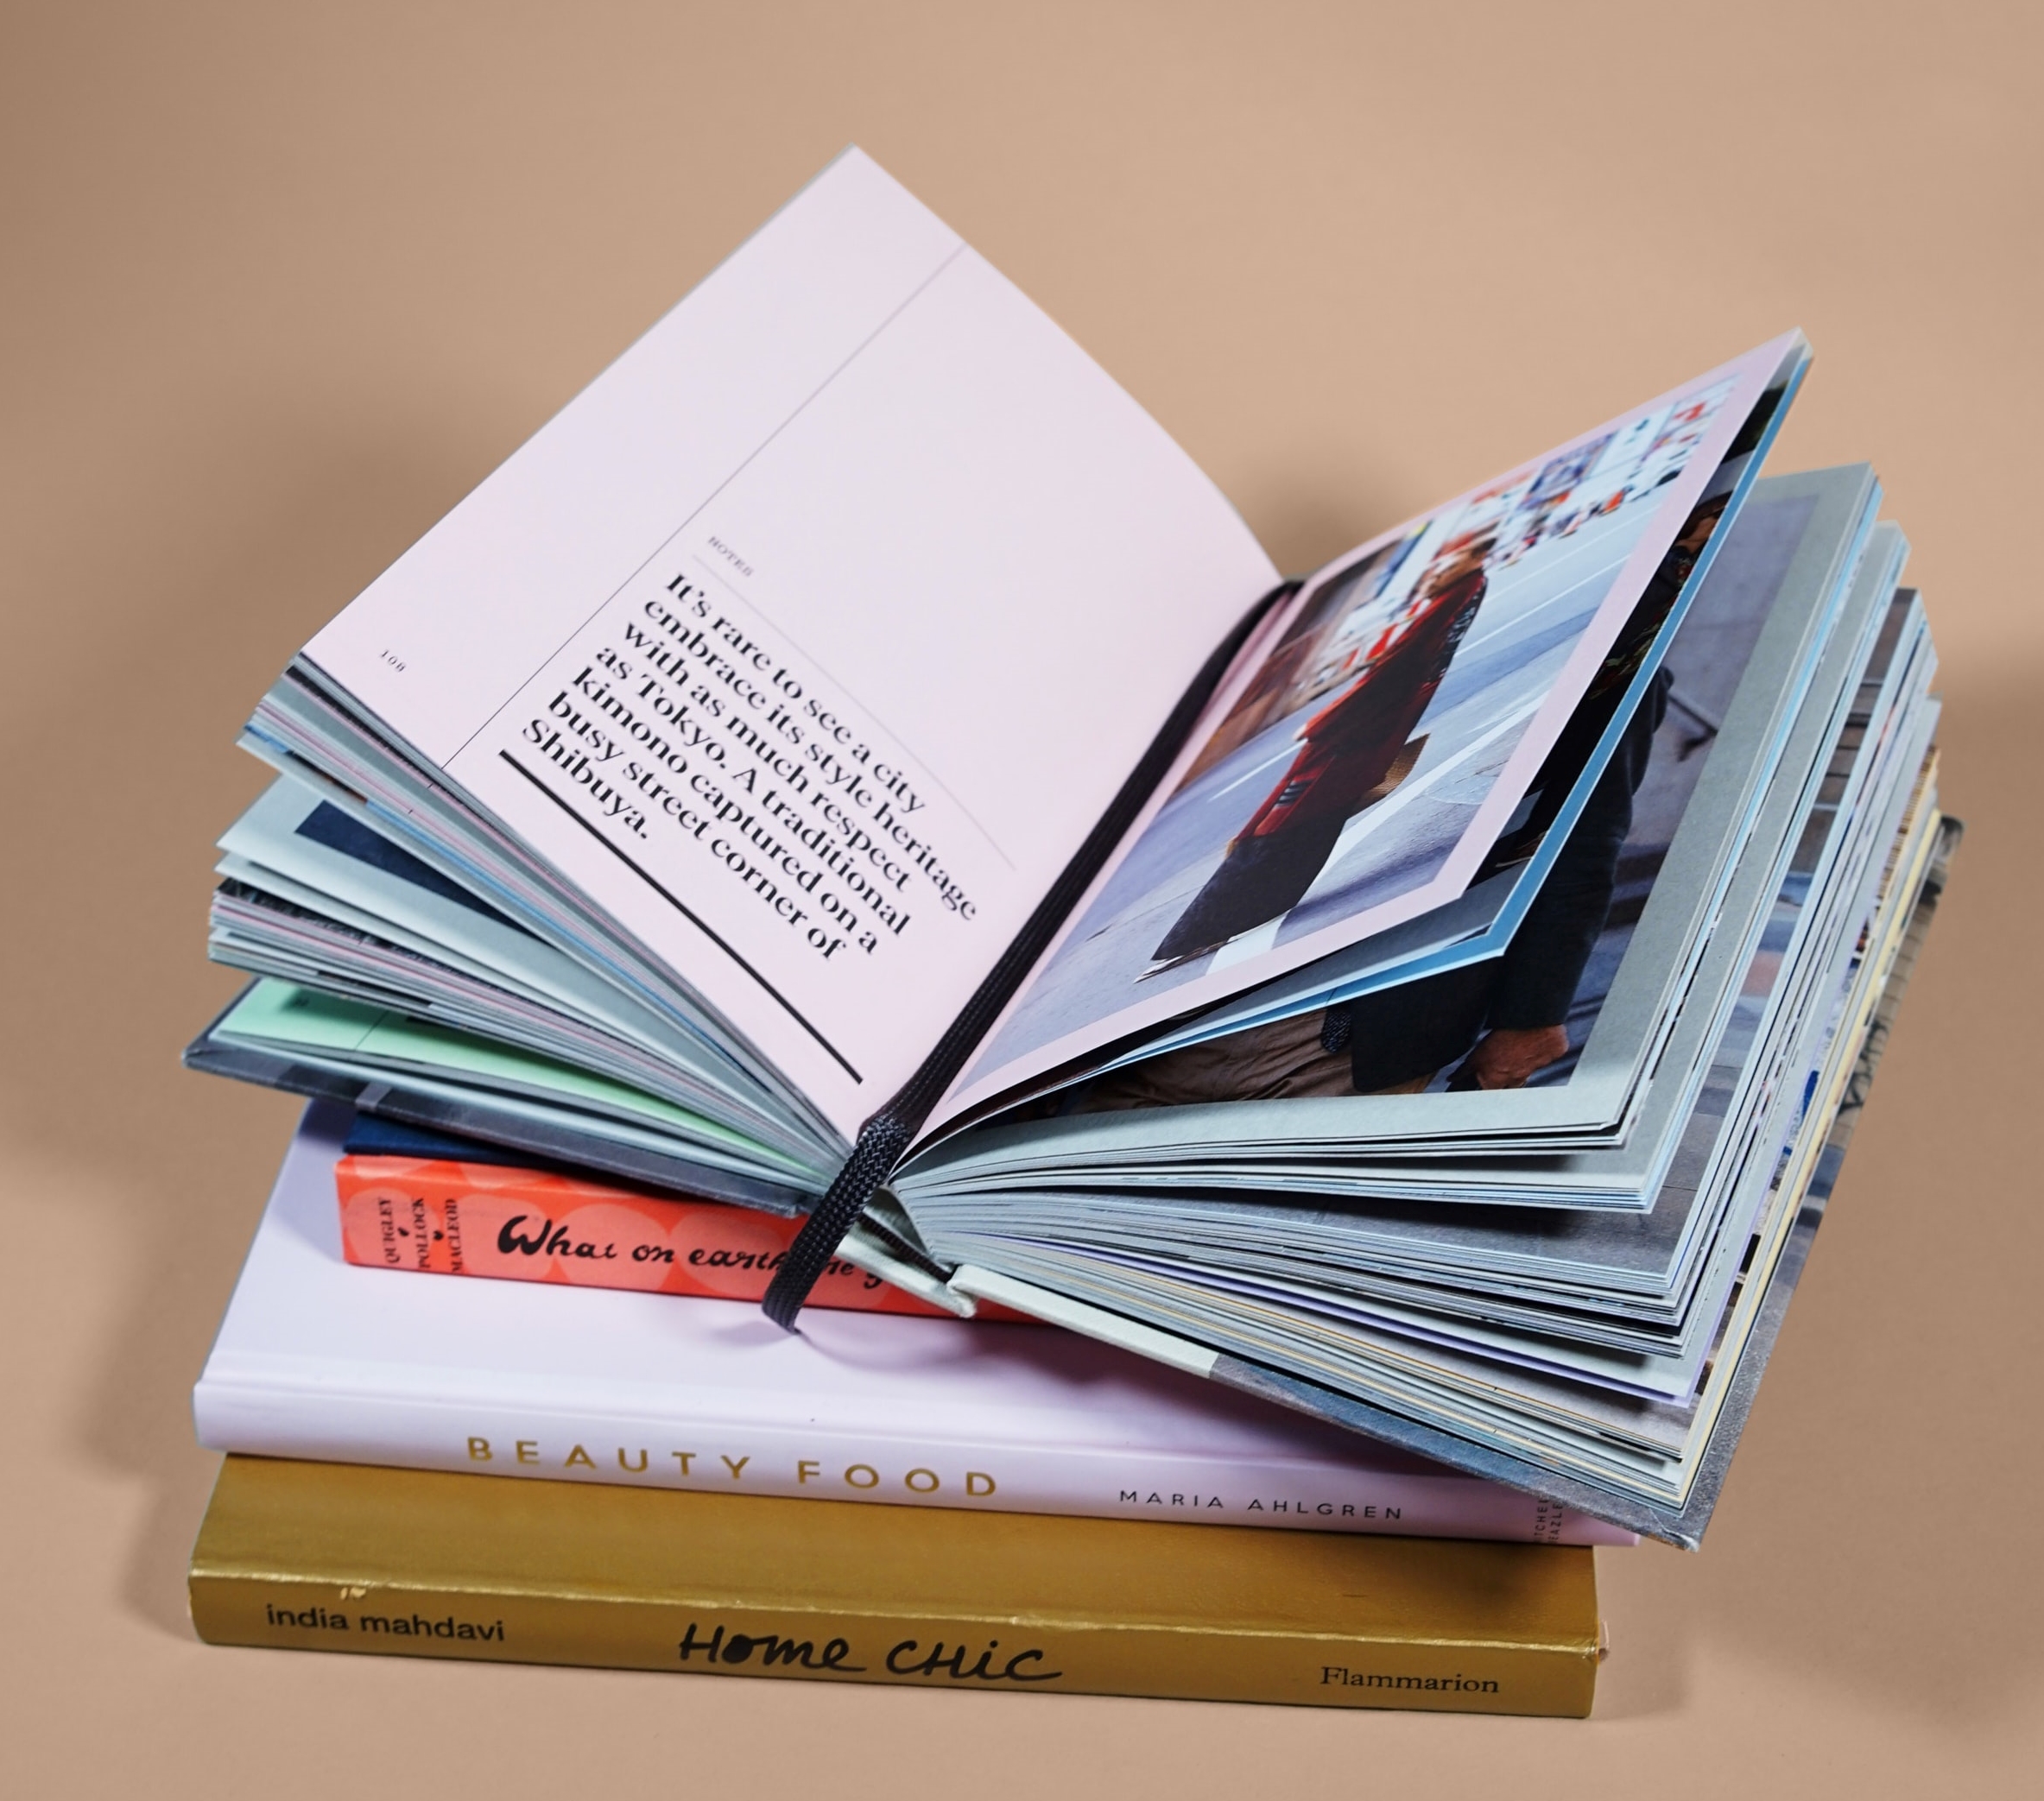 NOTES
It's rare to see a city
embrace its style heritage
with as much respect
as Tokyo. A traditional
kimono captured on a
busy street corner of
Shibuya.
108
QUIGLEY
POLLOCK
MACLEOD
What on earth
BEAUTY FOOD
MARIA AHLGREN
india mahdavi
HOME CHIC
Flammarion